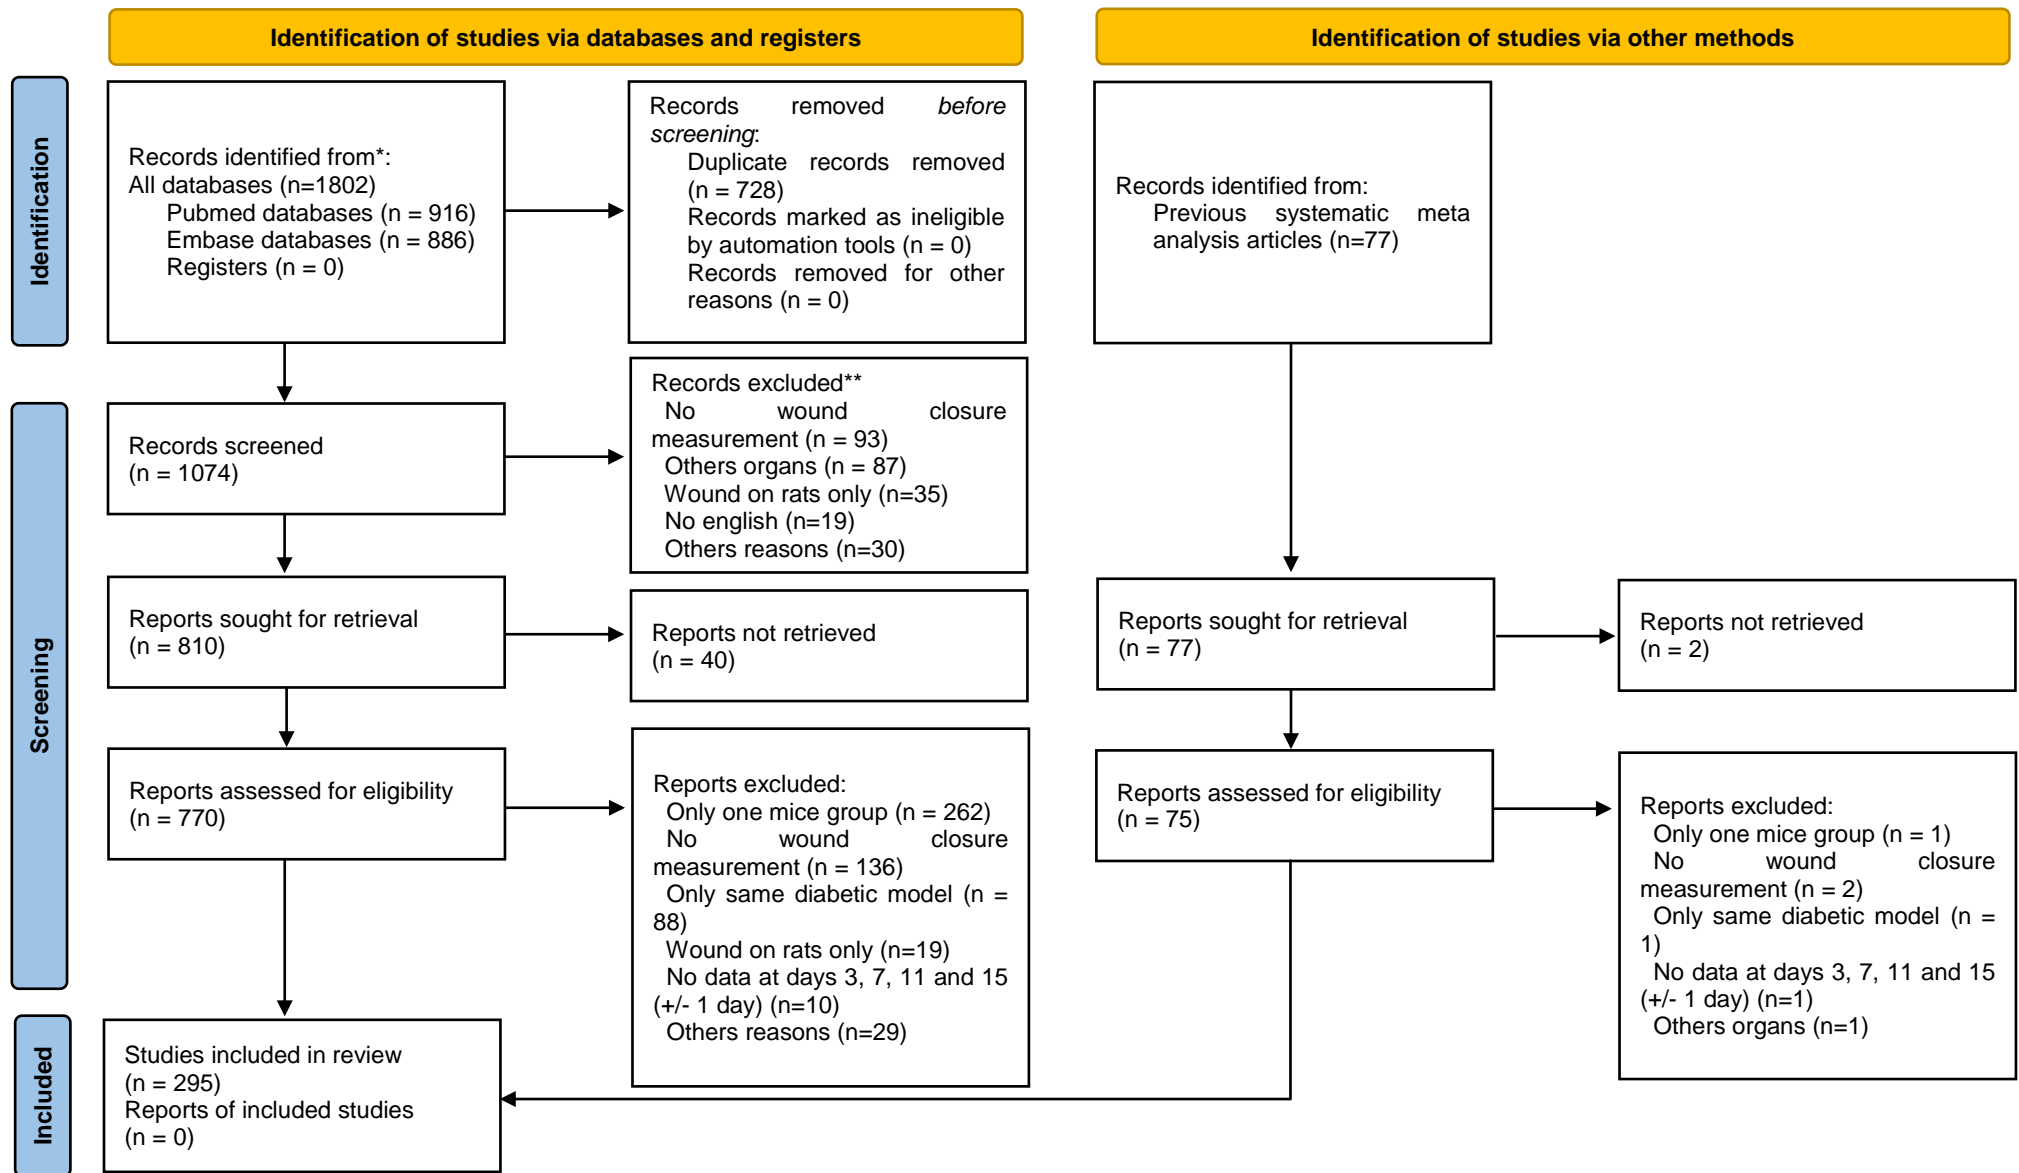 Identification of studies via databases and registers
Identification of studies via other methods
Identification
Records identified from*:
All databases (n=1802)
Pubmed databases (n = 916)
Embase databases (n = 886)
Registers (n = 0)
Records removed before
screening:
Duplicate records removed
(n = 728)
Records marked as ineligible
by automation tools (n = 0)
Records removed for other
reasons (n = 0)
Records identified from:
Previous systematic meta
analysis articles (n=77)
Screening
Records screened
(n = 1074)
Records excluded**
No wound closure
measurement (n = 93)
Others organs (n = 87)
Wound on rats only (n=35)
No english (n=19)
Others reasons (n=30)
Reports sought for retrieval
(n = 810)
Reports not retrieved
(n = 40)
Reports sought for retrieval
(n = 77)
Reports not retrieved
(n = 2)
Reports assessed for eligibility
(n = 770)
Reports excluded:
Only one mice group (n = 262)
No wound closure
measurement (n = 136)
Only same diabetic model (n =
88)
Wound on rats only (n=19)
No data at days 3, 7, 11 and 15
(+/- 1 day) (n=10)
Others reasons (n=29)
Reports assessed for eligibility
(n = 75)
Reports excluded:
Only one mice group (n = 1)
No wound closure
measurement (n = 2)
Only same diabetic model (n =
1)
No data at days 3, 7, 11 and 15
(+/- 1 day) (n=1)
Others organs (n=1)
Included
Studies included in review
(n = 295)
Reports of included studies
(n = 0)